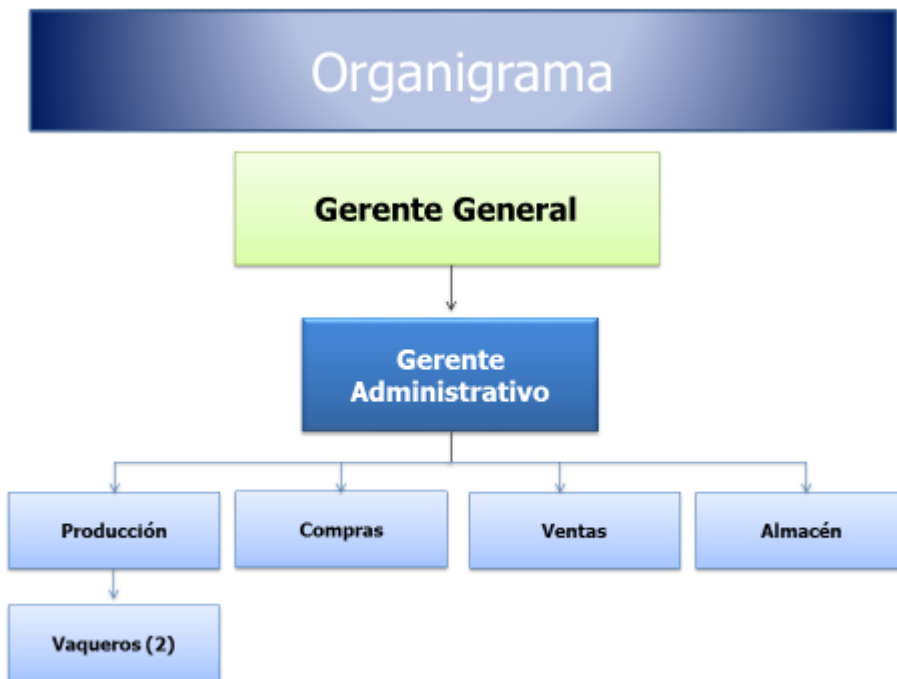 Organigrama
Gerente General
Gerente
Administrativo
Producción
Compras
Ventas
Almacén
Vaqueros (2)